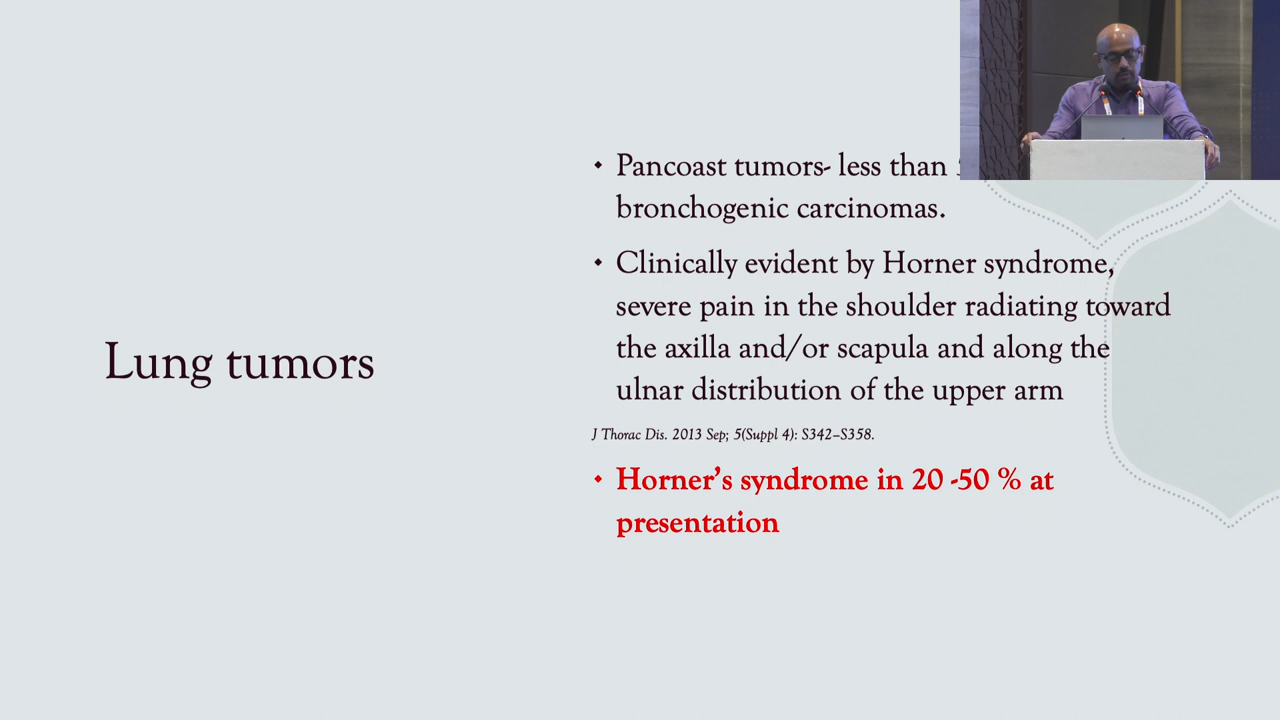 Lung tumors
• Pancoast tumors- less than
bronchogenic carcinomas.
• Clinically evident by Horner syndrome,
severe pain in the shoulder radiating toward
the axilla and/or scapula and along the
ulnar distribution of the upper arm
J Thorac Dis. 2013 Sep; 5(Suppl 4): S342–S358.
• Horner's syndrome in 20 -50 % at
presentation